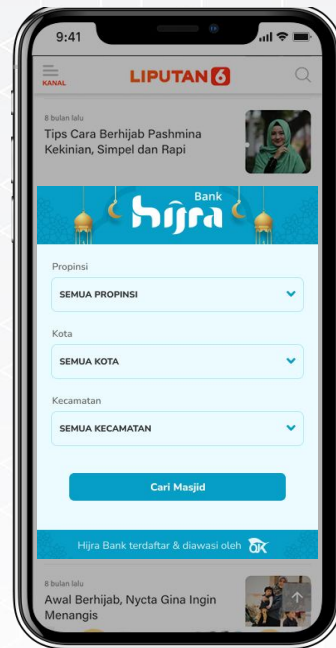 9:41
KANAL
LIPUTAN 6
8 bulan lalu
Tips Cara Berhijab Pashmina
Kekinian, Simpel dan Rapi
Bank
hijra
Propinsi
SEMUA PROPINSI
Kota
SEMUA KOTA
Kecamatan
SEMUA KECAMATAN
Cari Masjid
Hijra Bank terdaftar & diawasi oleh OJK
8 bulan lalu
Awal Berhijab, Nycta Gina Ingin
Menangis